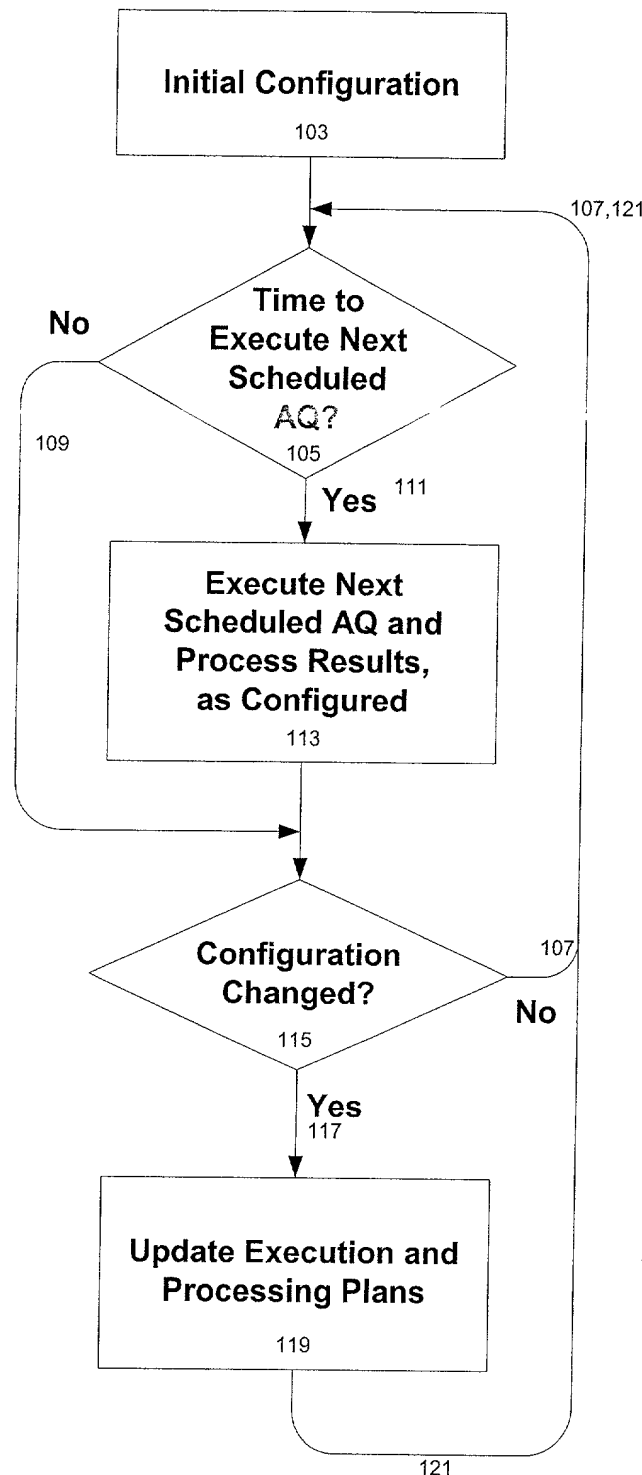 Initial Configuration
103
107,121
Time to
Execute Next
Scheduled
AQ?
105
No
109
Yes 111
Execute Next
Scheduled AQ and
Process Results,
as Configured
113
Configuration
Changed?
115
107
No
Yes
117
Update Execution and
Processing Plans
119
121